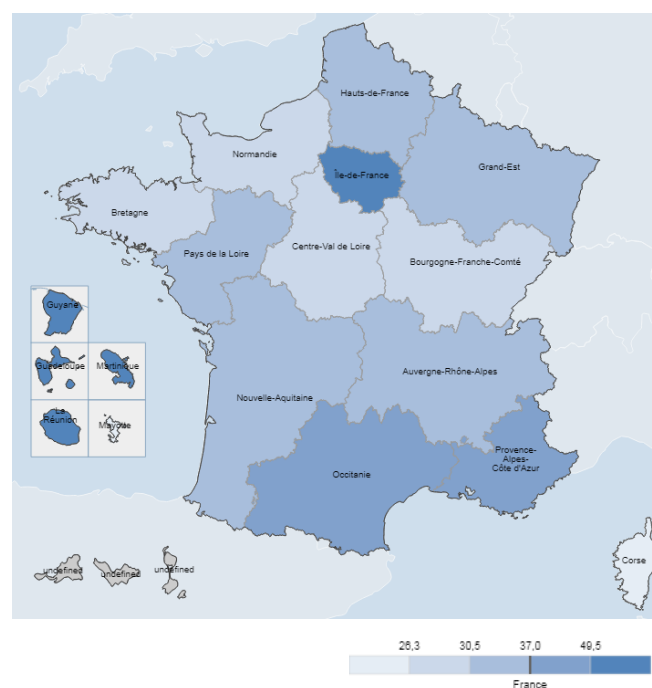 Hauts-de-France
Normandie
Grand-Est
Île-de-France
Bretagne
Pays de la Loire
Centre-Val de Loire
Bourgogne-Franche-Comté
Guyane
Guadeloupe
Martinique
Auvergne-Rhône-Alpes
Nouvelle-Aquitaine
La
Réunion
Mayotte
Provence-
Alpes-
Côte d'Azur
Occitanie
Corse
undefined
undefined
undefined
26,3 30,5 37,0 49,5
France